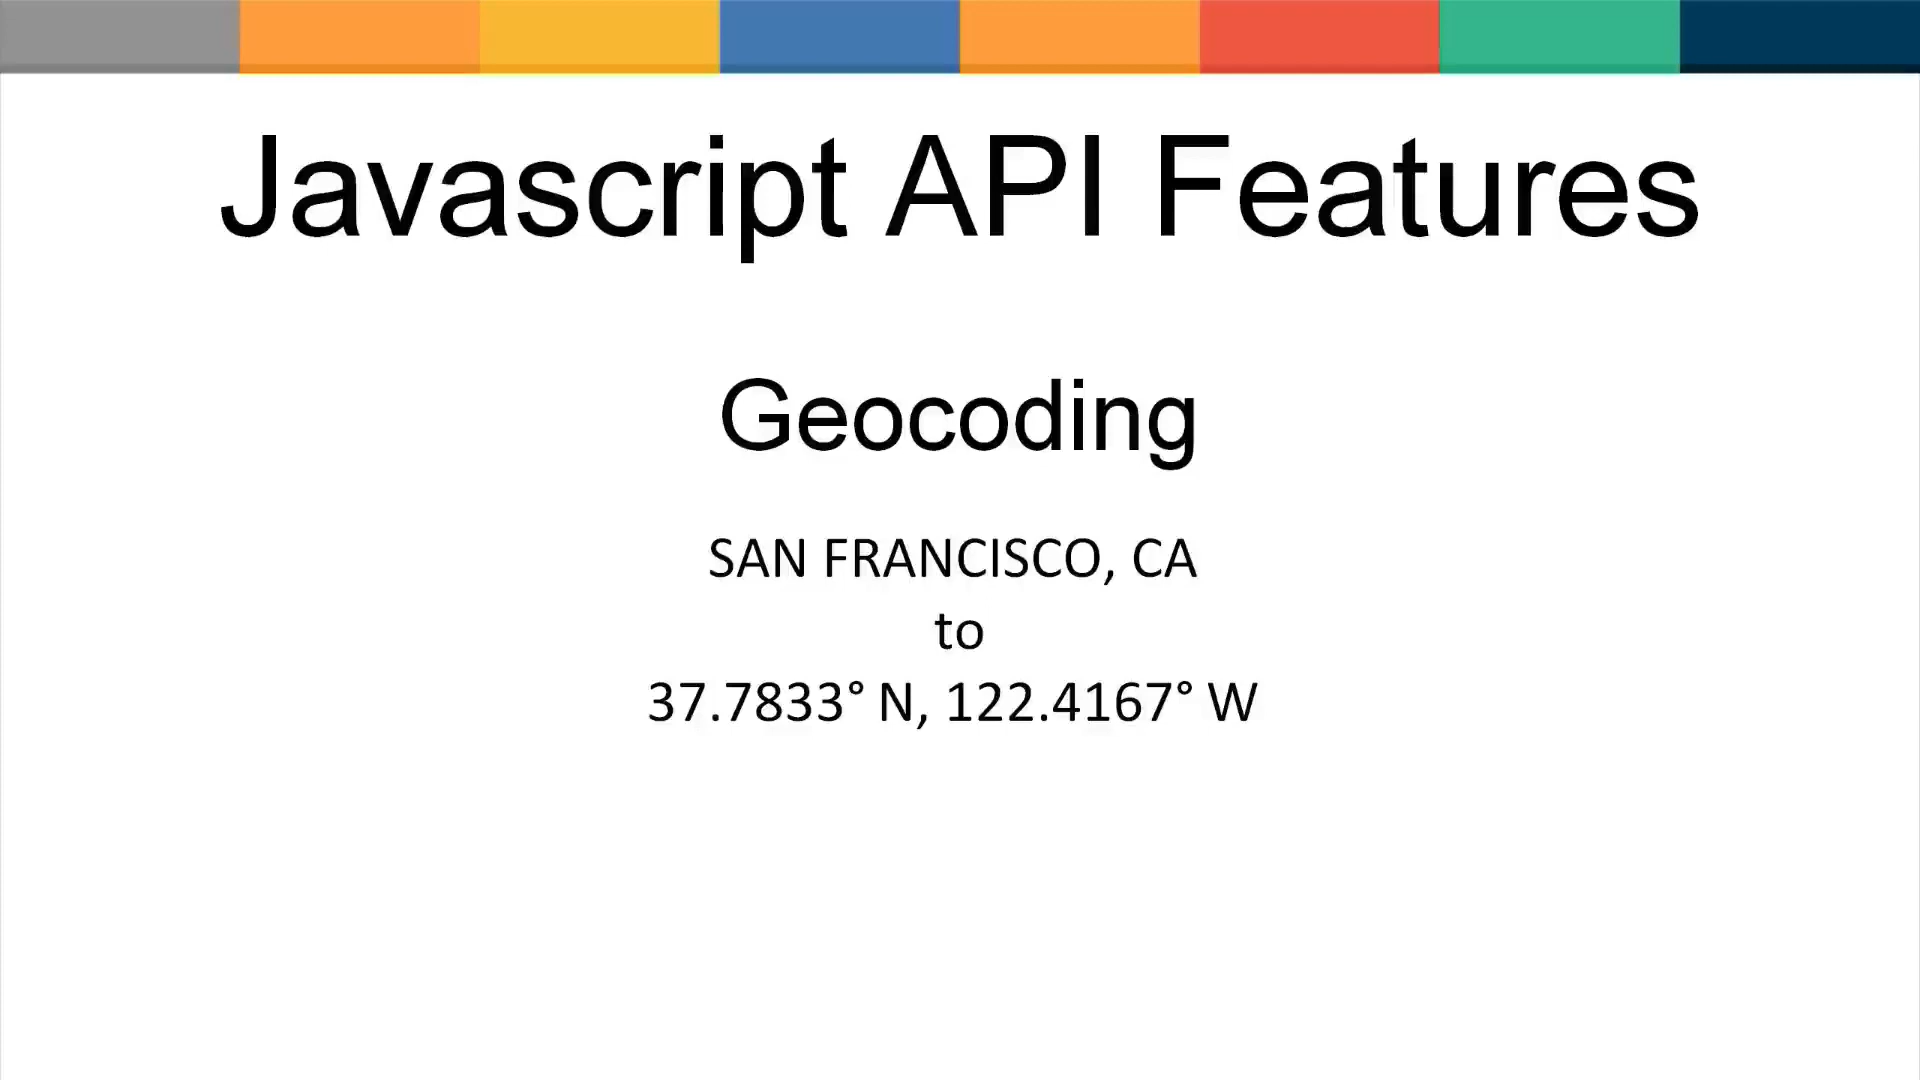 Javascript API Features
Geocoding
SAN FRANCISCO, CA
to
37.7833° N, 122.4167° W